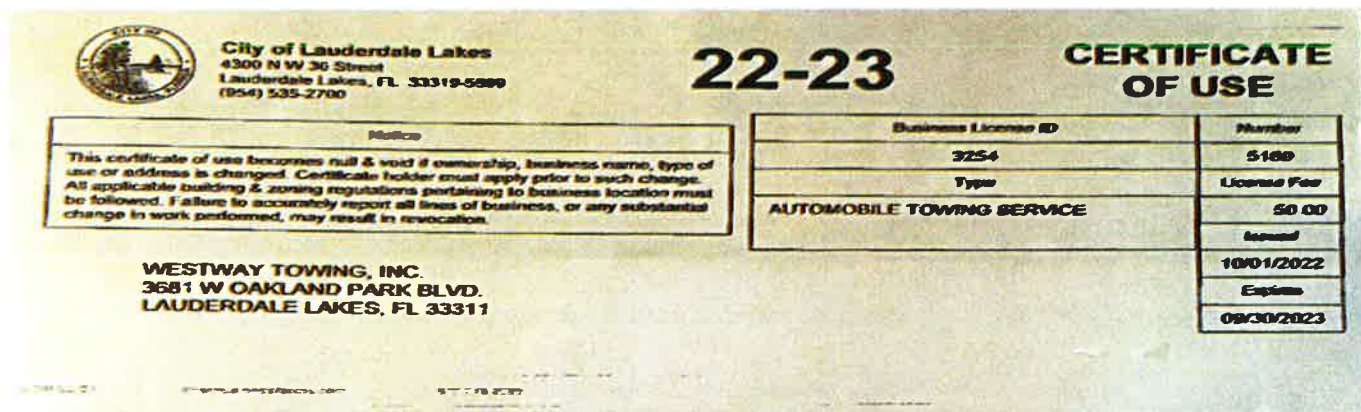 CITY OF
City of Lauderdale Lakes
4300 N W 36 Street
Lauderdale Lakes, FL 33319-5599
(954) 535-2700
22-23
CERTIFICATE
OF USE
Notice
This certificate of use becomes null & void if ownership, business name, type of
use or address is changed. Certificate holder must apply prior to such change.
All applicable building & zoning regulations pertaining to business location must
be followed. Failure to accurately report all lines of business, or any substantial
change in work performed, may result in revocation.
Business License ID Number
3254
Type License Fee
AUTOMOBILE TOWING SERVICE 50.00
Issued
10/01/2022
Expires
09/30/2023
WESTWAY TOWING, INC.
3681 W OAKLAND PARK BLVD.
LAUDERDALE LAKES, FL 33311